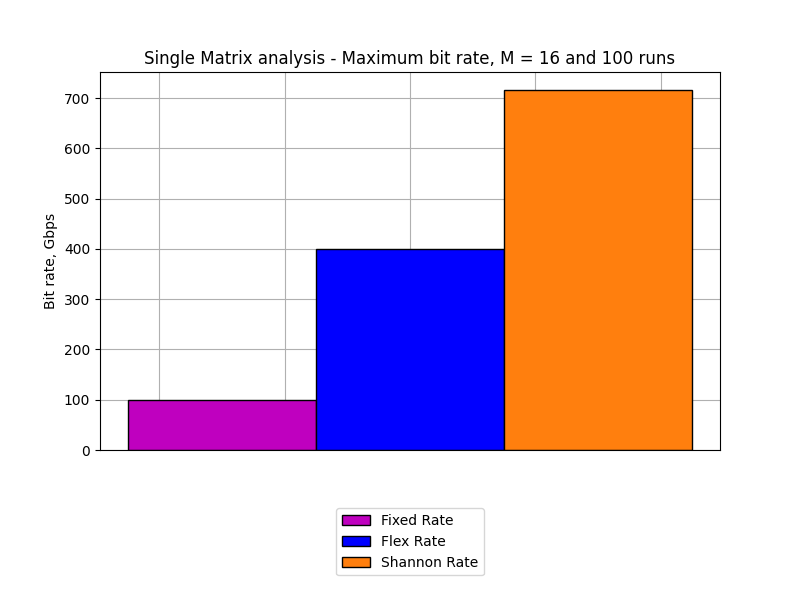 Single Matrix analysis - Maximum bit rate, M = 16 and 100 runs
700
600
500
400
300
200
100
0
Bit rate, Gbps
Fixed Rate
Flex Rate
Shannon Rate